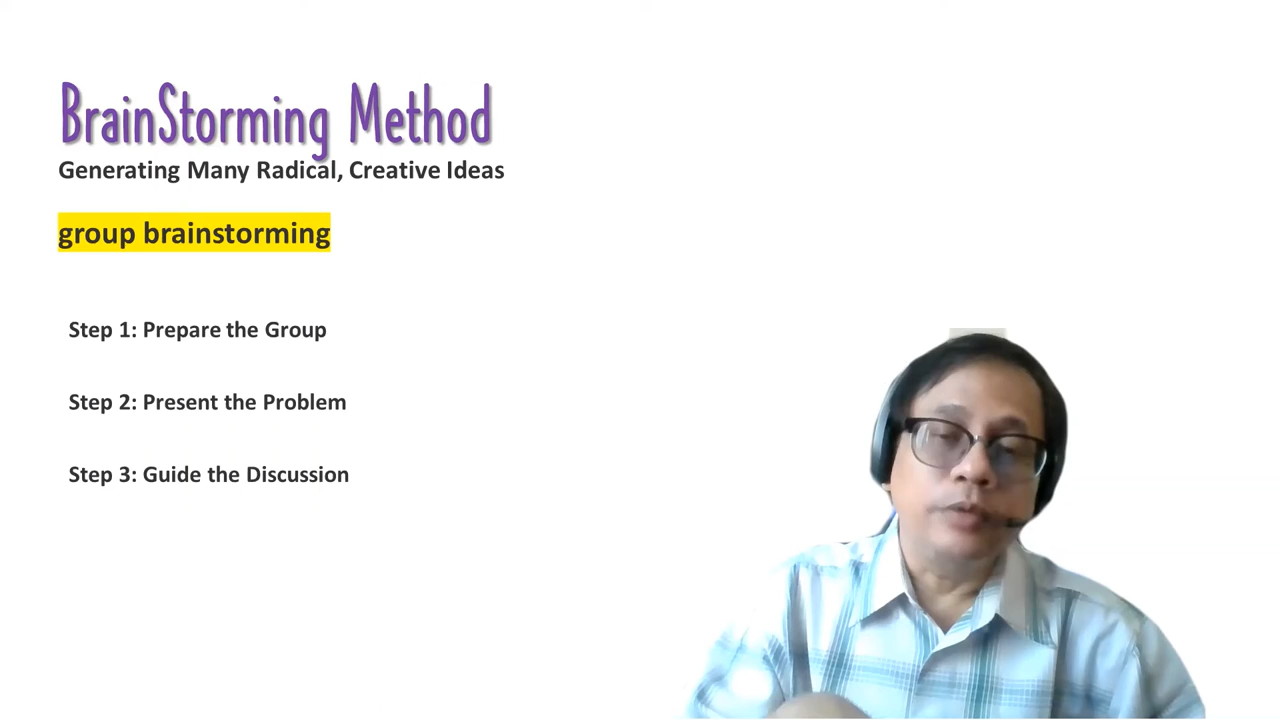 BrainStorming Method
Generating Many Radical, Creative Ideas
group brainstorming
Step 1: Prepare the Group
Step 2: Present the Problem
Step 3: Guide the Discussion